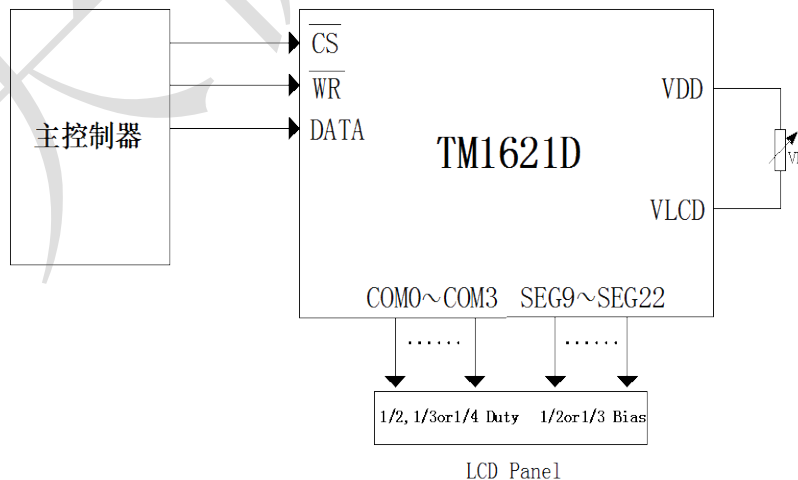 CS
WR
主控制器
DATA
TM1621D
VDD
VLCD
COM0～COM3 SEG9～SEG22
...... ......
1/2,1/3or1/4 Duty 1/2or1/3 Bias
LCD Panel